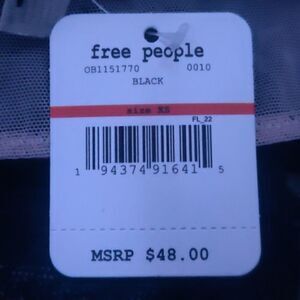 free people
OB1151770 0010
BLACK
size XS
FL_22
1 94374 91641 5
MSRP $48.00